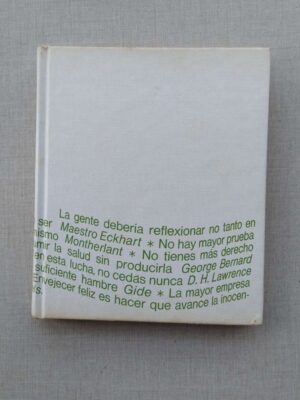 La gente debería reflexionar no tanto en
ser Maestro Eckhart * No hay mayor prueba
ismo Montherlant * No tienes más derecho
mir la salud sin producirla George Bernard
en esta lucha, no cedas nunca D. H. Lawrence
suficiente hambre Gide * La mayor empresa
Envejecer feliz es hacer que avance la inocen-
s.